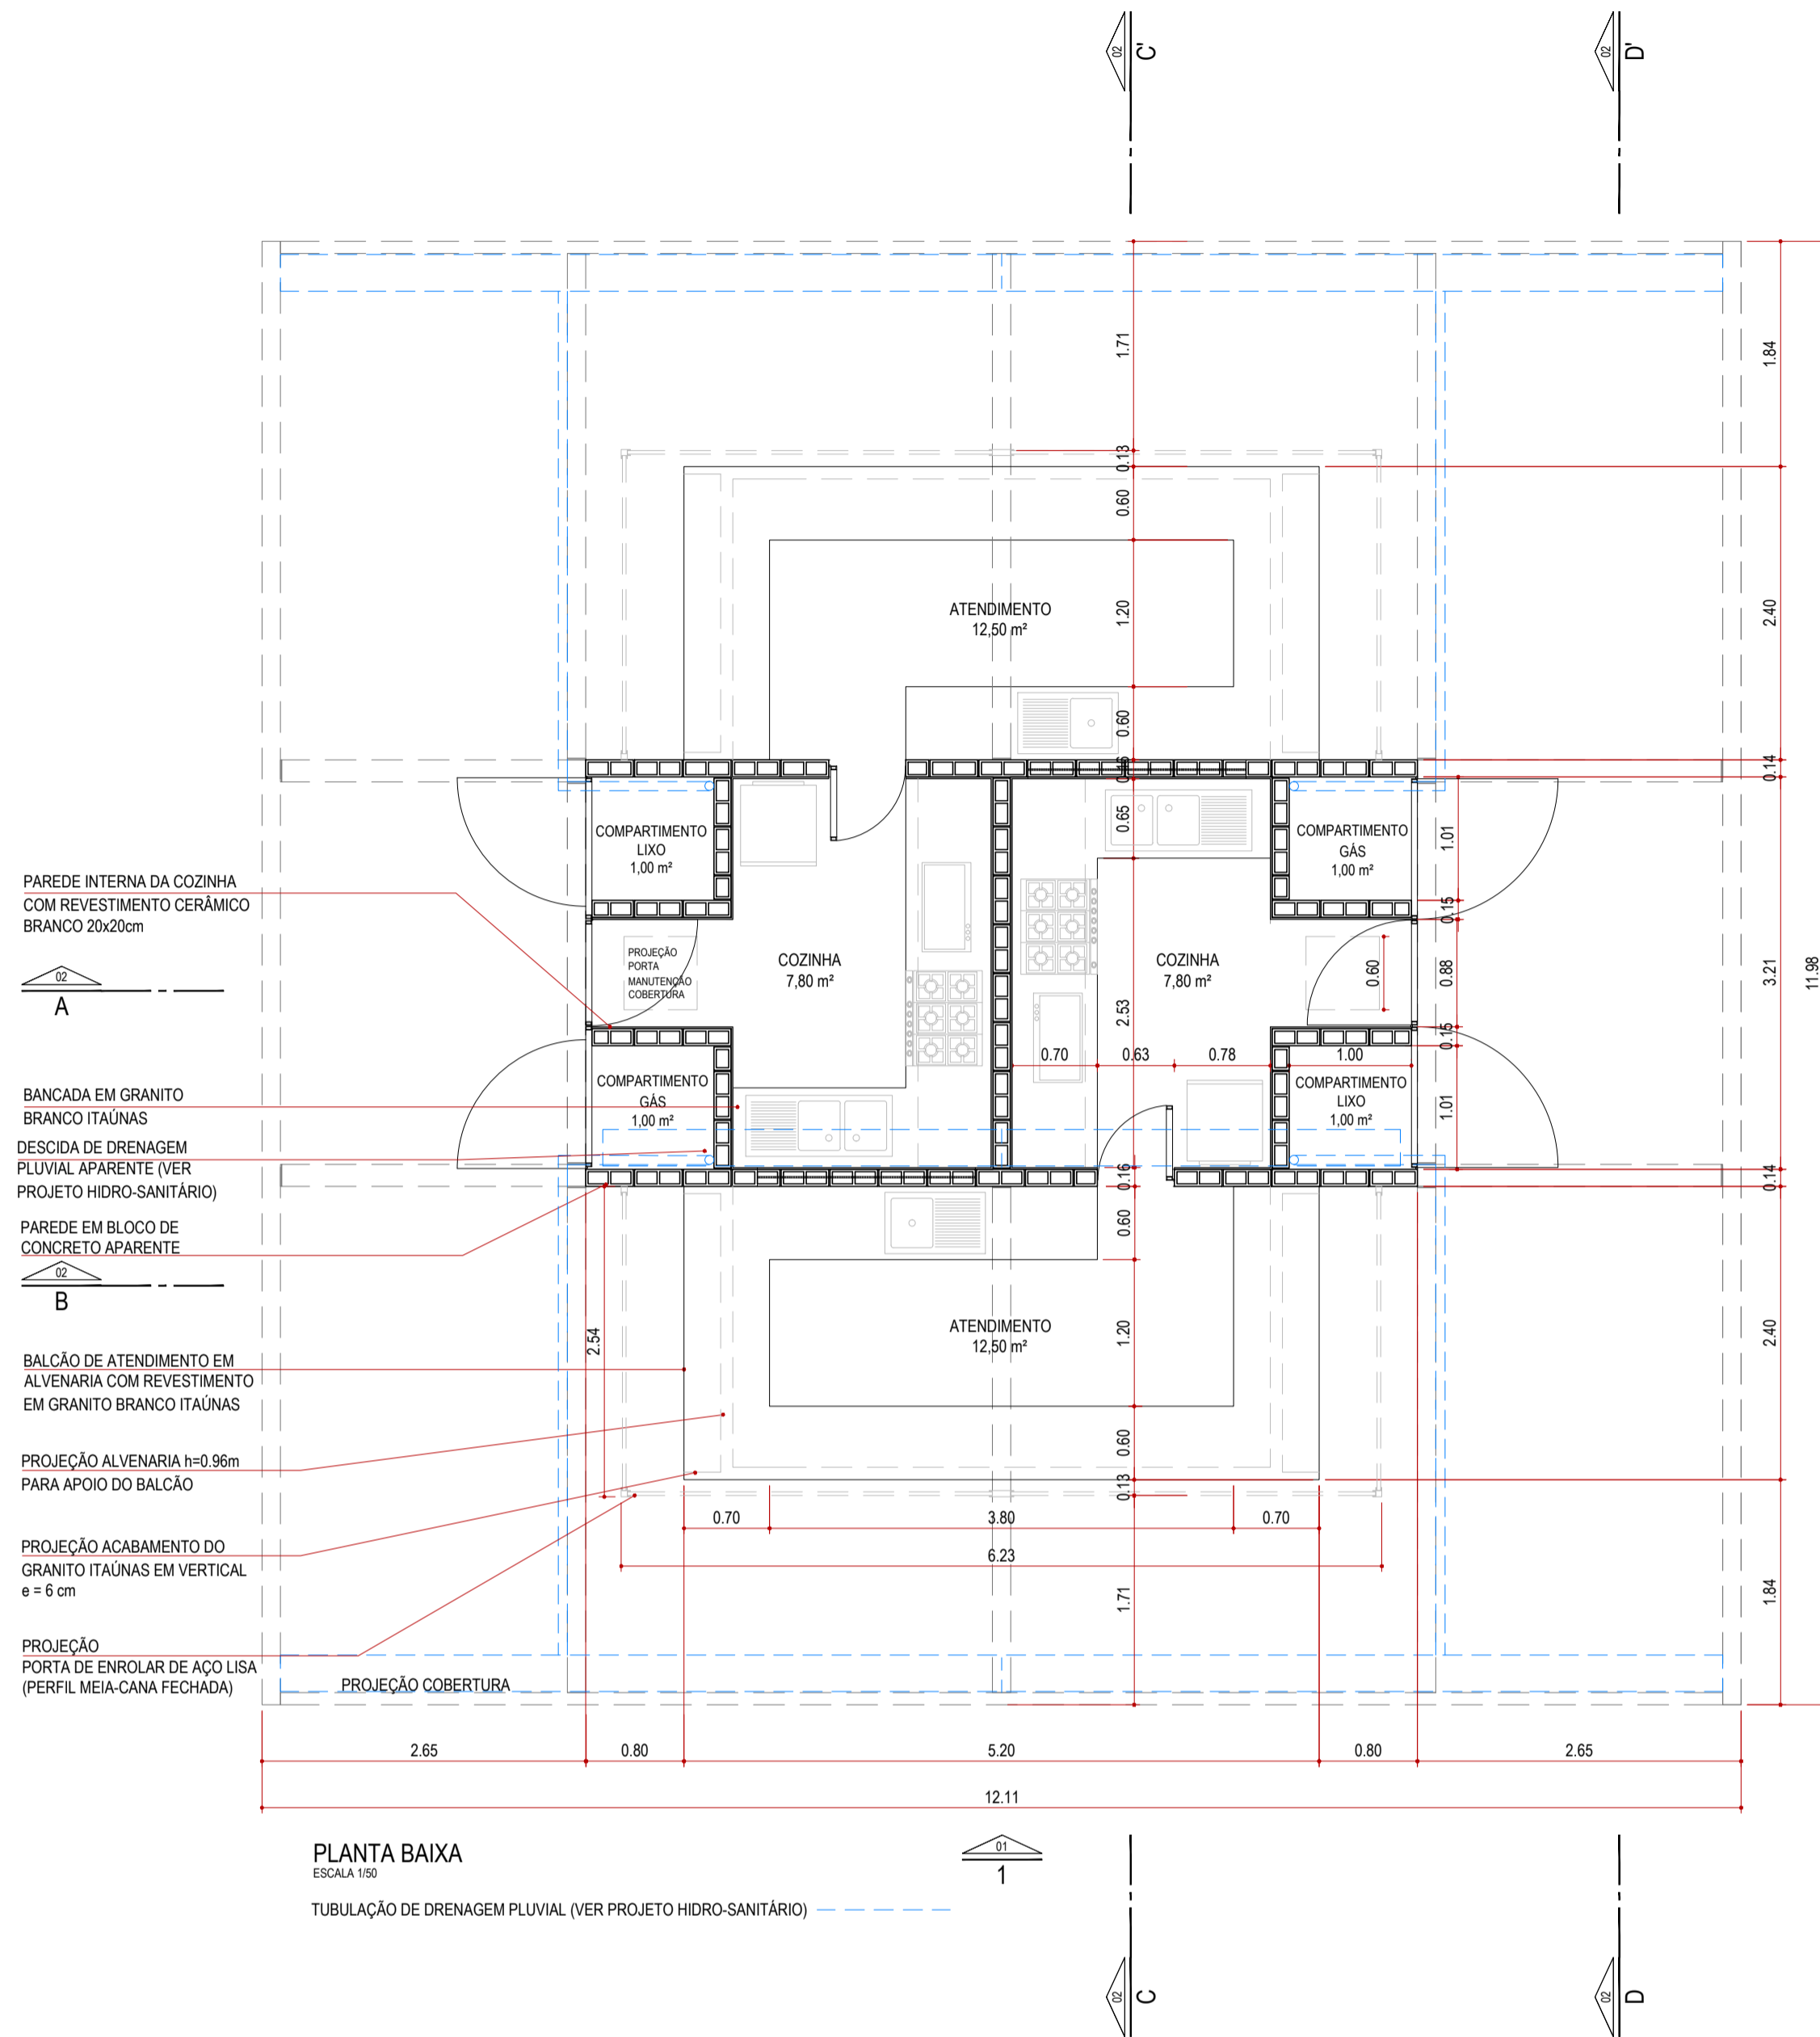 02
C'
02
D'
1.71
1.84
0.13
0.60
ATENDIMENTO
12,50 m²
1.20
2.40
0.60
0.16
0.14
COMPARTIMENTO
LIXO
1,00 m²
0.65
COMPARTIMENTO
GÁS
1,00 m²
1.01
PAREDE INTERNA DA COZINHA
COM REVESTIMENTO CERÂMICO
BRANCO 20x20cm
0.15
PROJEÇÃO
PORTA
MANUTENÇÃO
COBERTURA
COZINHA
7,80 m²
COZINHA
7,80 m²
0.60
0.88
3.21
11.98
02
A
2.53
0.15
0.70
0.63
0.78
1.00
COMPARTIMENTO
GÁS
1,00 m²
COMPARTIMENTO
LIXO
1,00 m²
1.01
BANCADA EM GRANITO
BRANCO ITAÚNAS
DESCIDA DE DRENAGEM
PLUVIAL APARENTE (VER
PROJETO HIDRO-SANITÁRIO)
0.16
0.14
PAREDE EM BLOCO DE
CONCRETO APARENTE
0.60
02
B
2.54
ATENDIMENTO
12,50 m²
1.20
2.40
BALCÃO DE ATENDIMENTO EM
ALVENARIA COM REVESTIMENTO
EM GRANITO BRANCO ITAÚNAS
0.60
PROJEÇÃO ALVENARIA h=0.96m
PARA APOIO DO BALCÃO
0.13
0.70
3.80
0.70
6.23
PROJEÇÃO ACABAMENTO DO
GRANITO ITAÚNAS EM VERTICAL
e = 6 cm
1.71
1.84
PROJEÇÃO
PORTA DE ENROLAR DE AÇO LISA
(PERFIL MEIA-CANA FECHADA)
PROJEÇÃO COBERTURA
2.65
0.80
5.20
0.80
2.65
12.11
PLANTA BAIXA
ESCALA 1/50
01
1
TUBULAÇÃO DE DRENAGEM PLUVIAL (VER PROJETO HIDRO-SANITÁRIO)
02
C
02
D